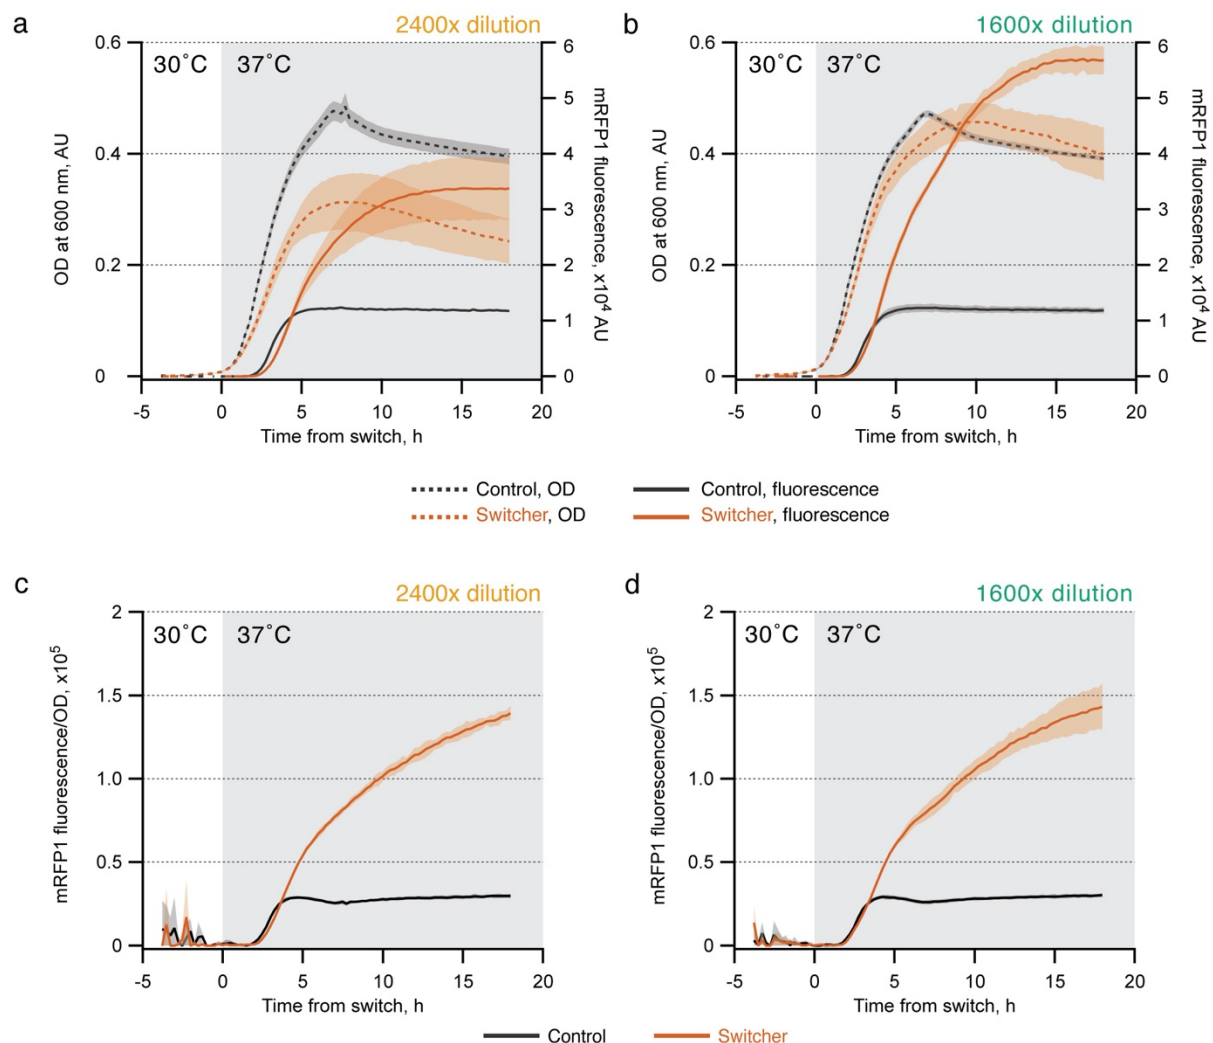 a
2400x dilution
0.6
30˚C
37˚C
6
5
0.4
4
3
0.2
2
1
0
0
-5
0
5
10
15
20
OD at 600 nm, AU
mRFP1 fluorescence, x10⁴ AU
Time from switch, h
b
1600x dilution
0.6
30˚C
37˚C
6
5
0.4
4
3
0.2
2
1
0
0
-5
0
5
10
15
20
OD at 600 nm, AU
mRFP1 fluorescence, x10⁴ AU
Time from switch, h
Control, OD
Control, fluorescence
Switcher, OD
Switcher, fluorescence
c
2400x dilution
2
30˚C
37˚C
1.5
1.0
0.5
0
-5
0
5
10
15
20
mRFP1 fluorescence/OD, x10⁵
Time from switch, h
d
1600x dilution
2
30˚C
37˚C
1.5
1.0
0.5
0
-5
0
5
10
15
20
mRFP1 fluorescence/OD, x10⁵
Time from switch, h
Control
Switcher